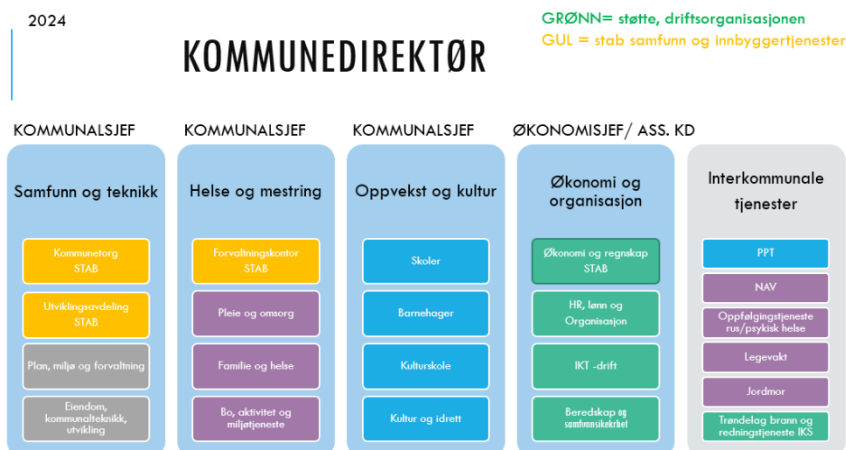 2024
GRØNN= støtte, driftsorganisasjonen
GUL = stab samfunn og innbyggertjenester
KOMMUNEDIREKTØR
KOMMUNALSJEF
Samfunn og teknikk
Kommunetorg
STAB
Utviklingsavdeling
STAB
Plan, miljø og forvaltning
Eiendom,
kommunalteknikk,
utvikling
KOMMUNALSJEF
Helse og mestring
Forvaltningskontor
STAB
Pleie og omsorg
Familie og helse
Bo, aktivitet og
miljøtjeneste
KOMMUNALSJEF
Oppvekst og kultur
Skoler
Barnehager
Kulturskole
Kultur og idrett
ØKONOMISJEF/ ASS. KD
Økonomi og
organisasjon
Økonomi og regnskap
STAB
HR, lønn og
Organisasjon
IKT -drift
Beredskap og
samfunnsikekrhet
Interkommunale
tjenester
PPT
NAV
Oppfølgingstjeneste
rus/psykisk helse
Legevakt
Jordmor
Trøndelag brann og
redningstjeneste IKS